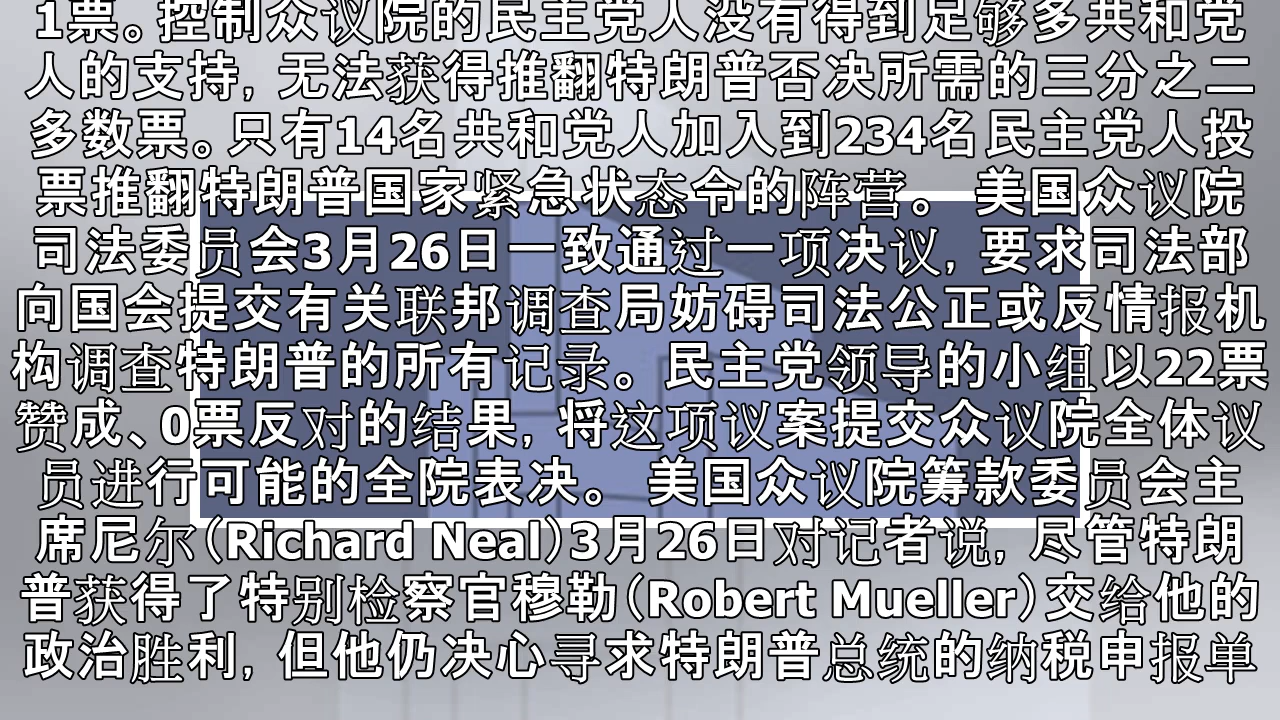 1票。控制众议院的民主党人没有得到足够多共和党
人的支持, 无法获得推翻特朗普否决所需的三分之二
多数票。只有14名共和党人加入到234名民主党人投
票推翻特朗普国家紧急状态令的阵营。 美国众议院
司法委员会3月26日一致通过一项决议, 要求司法部
向国会提交有关联邦调查局妨碍司法公正或反情报机
构调查特朗普的所有记录。民主党领导的小组以22票
赞成、0票反对的结果, 将这项议案提交众议院全体议
员进行可能的全院表决。 美国众议院筹款委员会主
席尼尔(Richard Neal)3月26日对记者说, 尽管特朗
普获得了特别检察官穆勒(Robert Mueller)交给他的
政治胜利, 但他仍决心寻求特朗普总统的纳税申报单